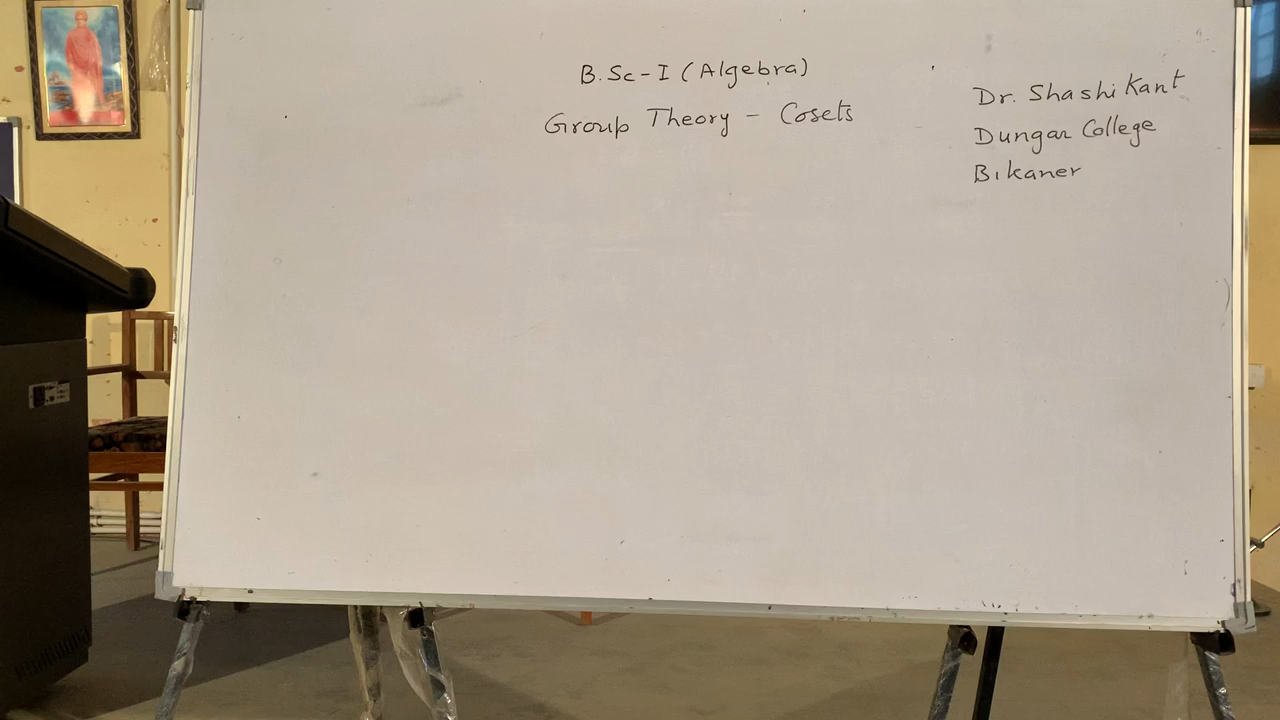 B.Sc-I (Algebra)
Group Theory - Cosets
Dr. Shashi Kant
Dungar College
Bikaner